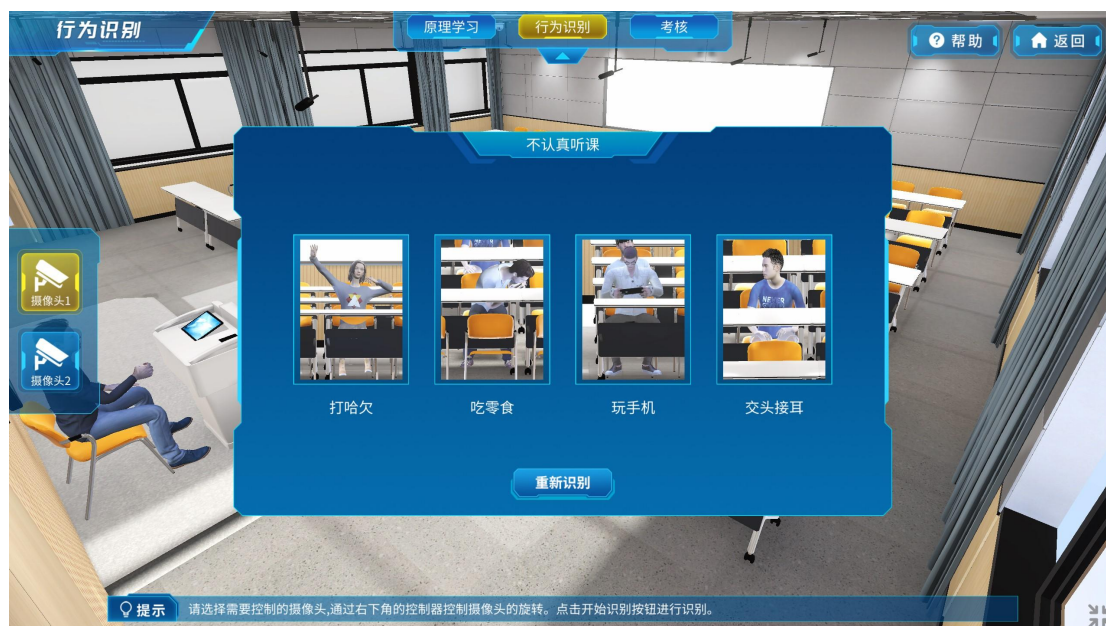 行为识别
原理学习
行为识别
考核
帮助
返回
不认真听课
摄像头1
摄像头2
打哈欠
吃零食
玩手机
交头接耳
重新识别
提示
请选择需要控制的摄像头,通过右下角的控制器控制摄像头的旋转。点击开始识别按钮进行识别。